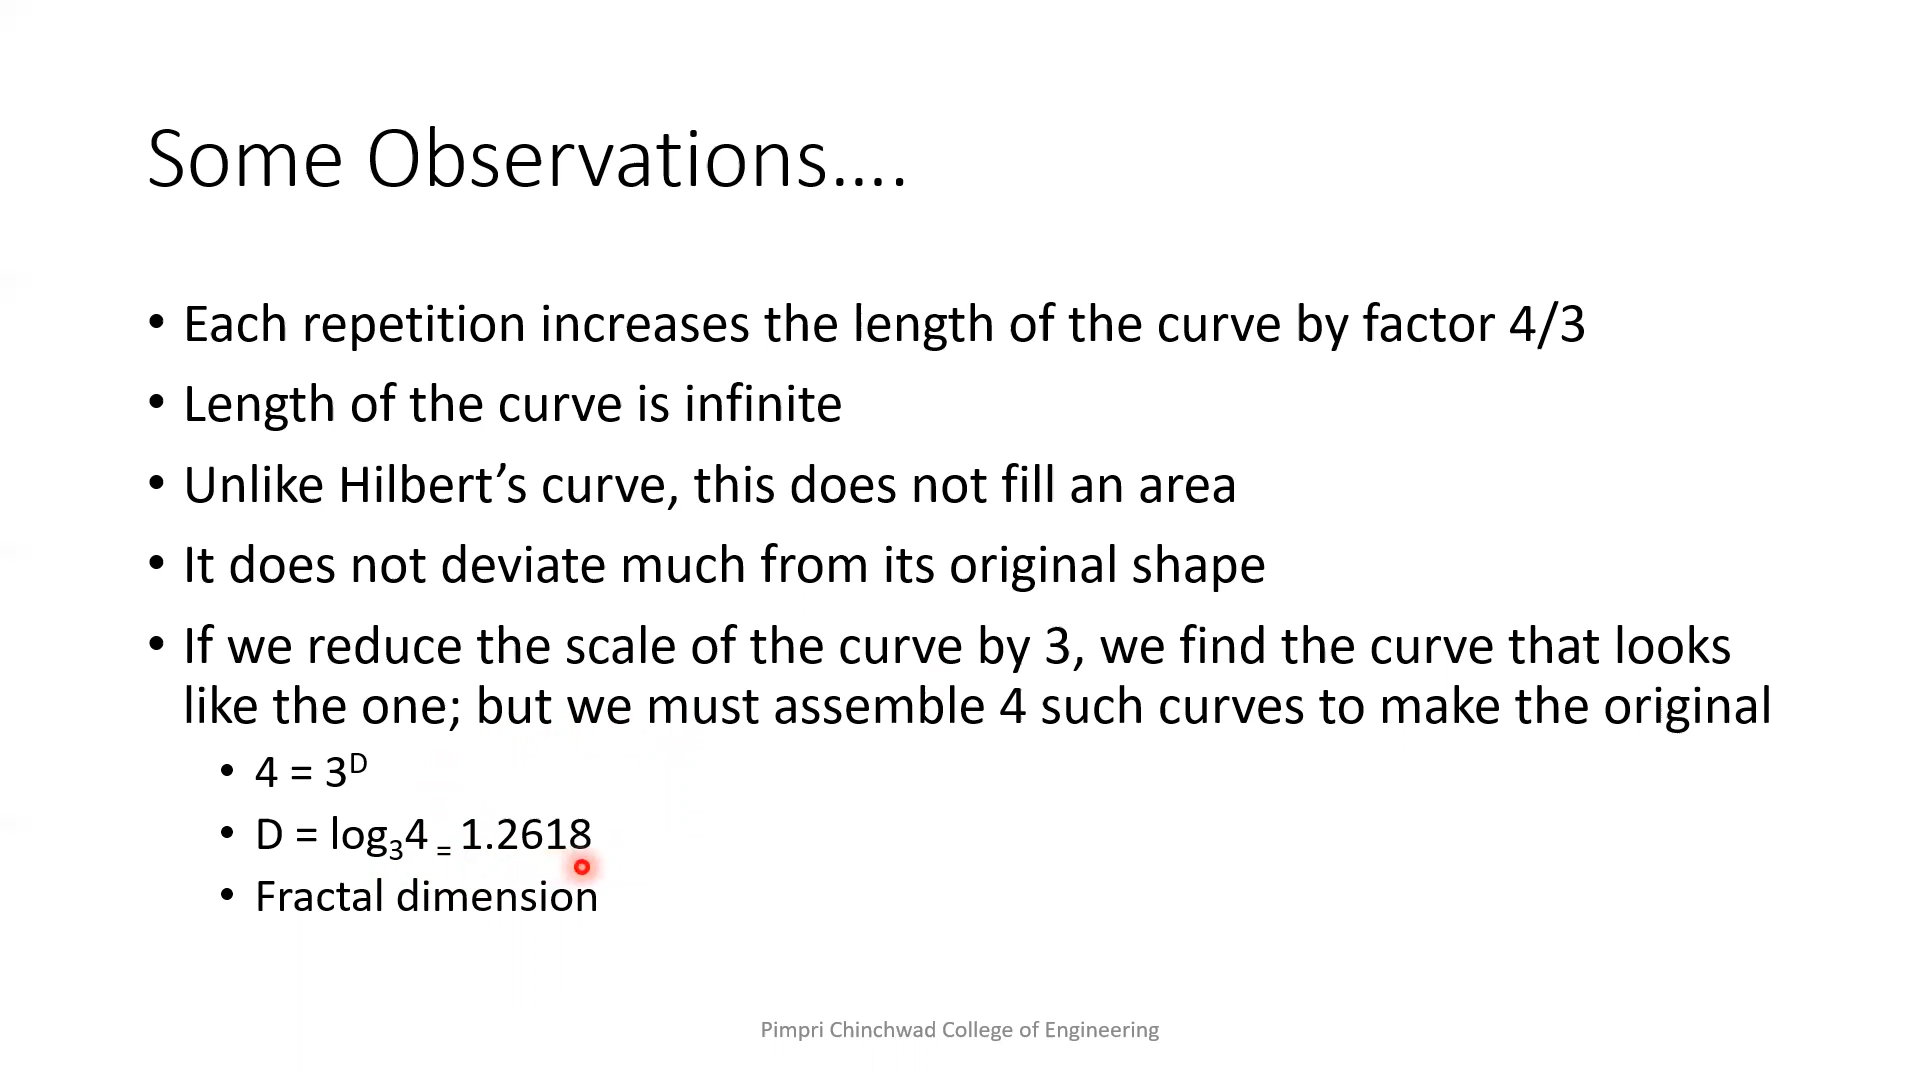 Some Observations....
• Each repetition increases the length of the curve by factor 4/3
• Length of the curve is infinite
• Unlike Hilbert’s curve, this does not fill an area
• It does not deviate much from its original shape
• If we reduce the scale of the curve by 3, we find the curve that looks
like the one; but we must assemble 4 such curves to make the original
• 4 = 3ᴰ
• D = log₃4 ₌ 1.2618
• Fractal dimension
Pimpri Chinchwad College of Engineering